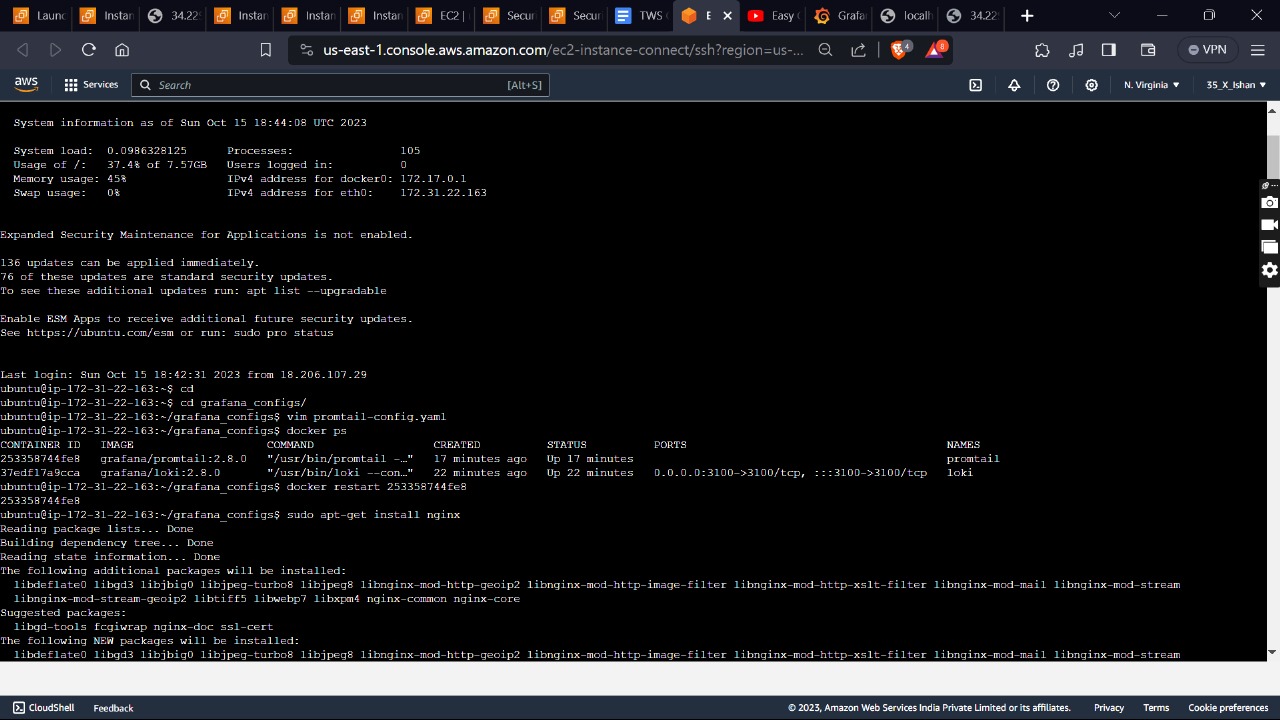 Launc
Instan
34.22
Instan
Instan
Instan
EC2 |
Secur
Secur
TWS
E
Easy
Grafa
localh
34.22
us-east-1.console.aws.amazon.com/ec2-instance-connect/ssh?region=us-...
4
8
VPN
aws
Services
Search
[Alt+S]
N. Virginia
35_X_Ishan
System information as of Sun Oct 15 18:44:08 UTC 2023
System load: 0.0986328125 Processes: 105
Usage of /: 37.4% of 7.57GB Users logged in: 0
Memory usage: 45% IPv4 address for docker0: 172.17.0.1
Swap usage: 0% IPv4 address for eth0: 172.31.22.163
Expanded Security Maintenance for Applications is not enabled.
136 updates can be applied immediately.
76 of these updates are standard security updates.
To see these additional updates run: apt list --upgradable
Enable ESM Apps to receive additional future security updates.
See https://ubuntu.com/esm or run: sudo pro status
Last login: Sun Oct 15 18:42:31 2023 from 18.206.107.29
ubuntu@ip-172-31-22-163:~$ cd
ubuntu@ip-172-31-22-163:~$ cd grafana_configs/
ubuntu@ip-172-31-22-163:~/grafana_configs$ vim promtail-config.yaml
ubuntu@ip-172-31-22-163:~/grafana_configs$ docker ps
CONTAINER ID IMAGE COMMAND CREATED STATUS PORTS NAMES
253358744fe8 grafana/promtail:2.8.0 "/usr/bin/promtail -…" 17 minutes ago Up 17 minutes promtail
37edf17a9cca grafana/loki:2.8.0 "/usr/bin/loki --con…" 22 minutes ago Up 22 minutes 0.0.0.0:3100->3100/tcp, :::3100->3100/tcp loki
ubuntu@ip-172-31-22-163:~/grafana_configs$ docker restart 253358744fe8
253358744fe8
ubuntu@ip-172-31-22-163:~/grafana_configs$ sudo apt-get install nginx
Reading package lists... Done
Building dependency tree... Done
Reading state information... Done
The following additional packages will be installed:
libdeflate0 libgd3 libjbig0 libjpeg-turbo8 libjpeg8 libnginx-mod-http-geoip2 libnginx-mod-http-image-filter libnginx-mod-http-xslt-filter libnginx-mod-mail libnginx-mod-stream
libnginx-mod-stream-geoip2 libtiff5 libwebp7 libxpm4 nginx-common nginx-core
Suggested packages:
libgd-tools fcgiwrap nginx-doc ssl-cert
The following NEW packages will be installed:
libdeflate0 libgd3 libjbig0 libjpeg-turbo8 libjpeg8 libnginx-mod-http-geoip2 libnginx-mod-http-image-filter libnginx-mod-http-xslt-filter libnginx-mod-mail libnginx-mod-stream
CloudShell
Feedback
© 2023, Amazon Web Services India Private Limited or its affiliates.
Privacy
Terms
Cookie preferences